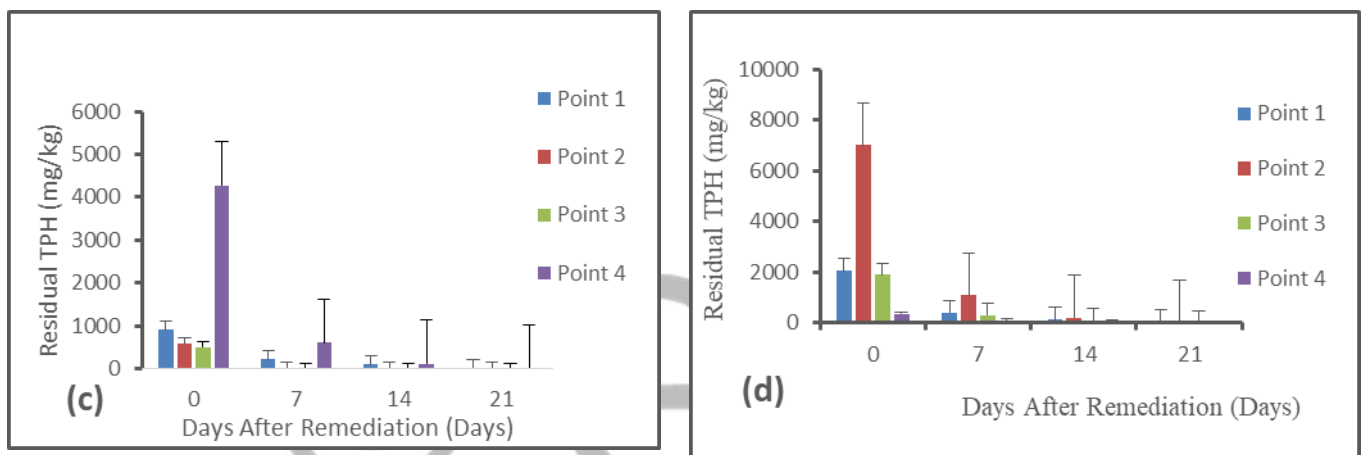 6000
5000
4000
3000
2000
1000
0
Residual TPH (mg/kg)
0 7 14 21
Days After Remediation (Days)
(c)
Point 1
Point 2
Point 3
Point 4
10000
8000
6000
4000
2000
0
Residual TPH (mg/kg)
0 7 14 21
Days After Remediation (Days)
(d)
Point 1
Point 2
Point 3
Point 4